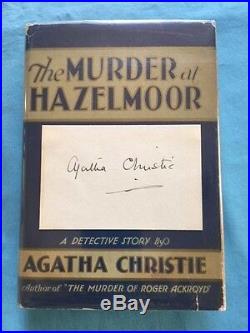 The MURDER at
HAZELMOOR
Agatha Christie
A DETECTIVE STORY by
AGATHA CHRISTIE
Author of "THE MURDER OF ROGER ACKROYD"